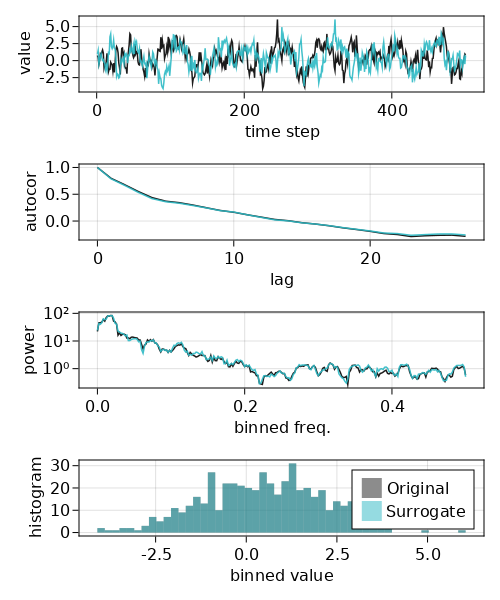 5.0
2.5
0.0
-2.5
value
0 200 400
time step
1.0
0.5
0.0
autocor
0 10 20
lag
10²
10¹
10⁰
power
0.0 0.2 0.4
binned freq.
30
20
10
0
histogram
Original
Surrogate
-2.5 0.0 2.5 5.0
binned value